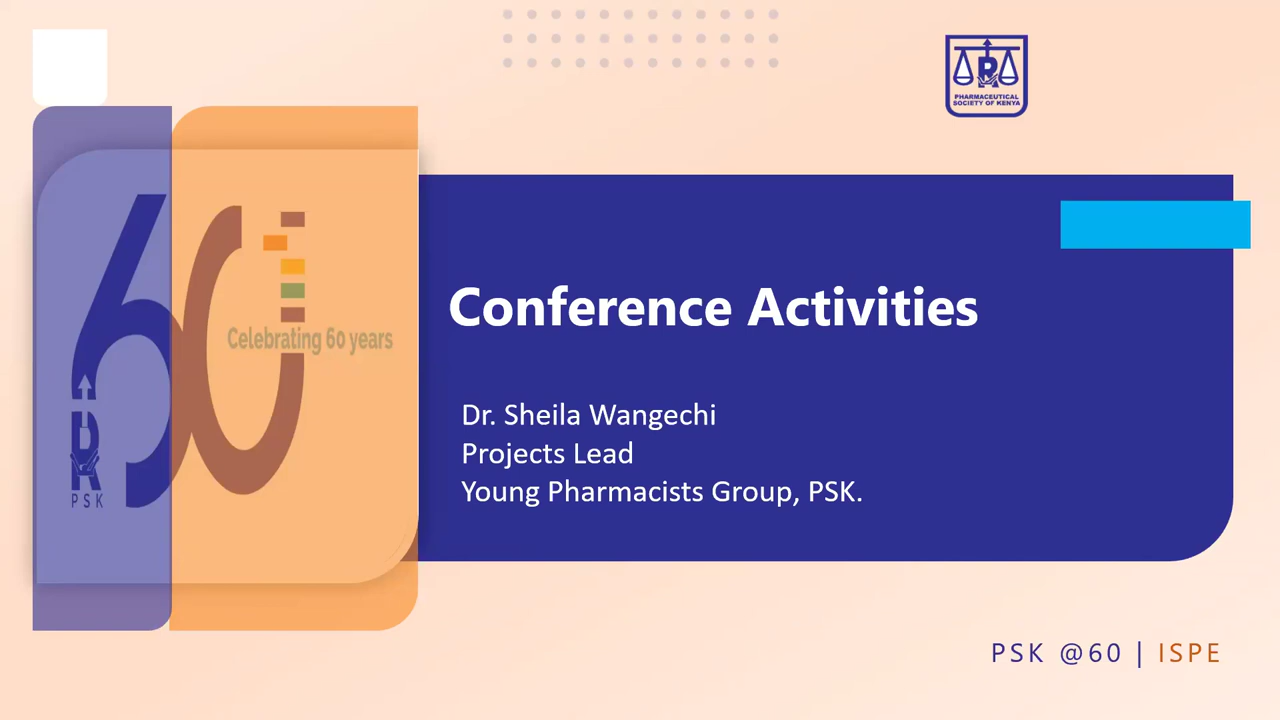 PHARMACEUTICAL
SOCIETY OF KENYA
60
Celebrating 60 years
PSK
Conference Activities
Dr. Sheila Wangechi
Projects Lead
Young Pharmacists Group, PSK.
PSK @60 | ISPE